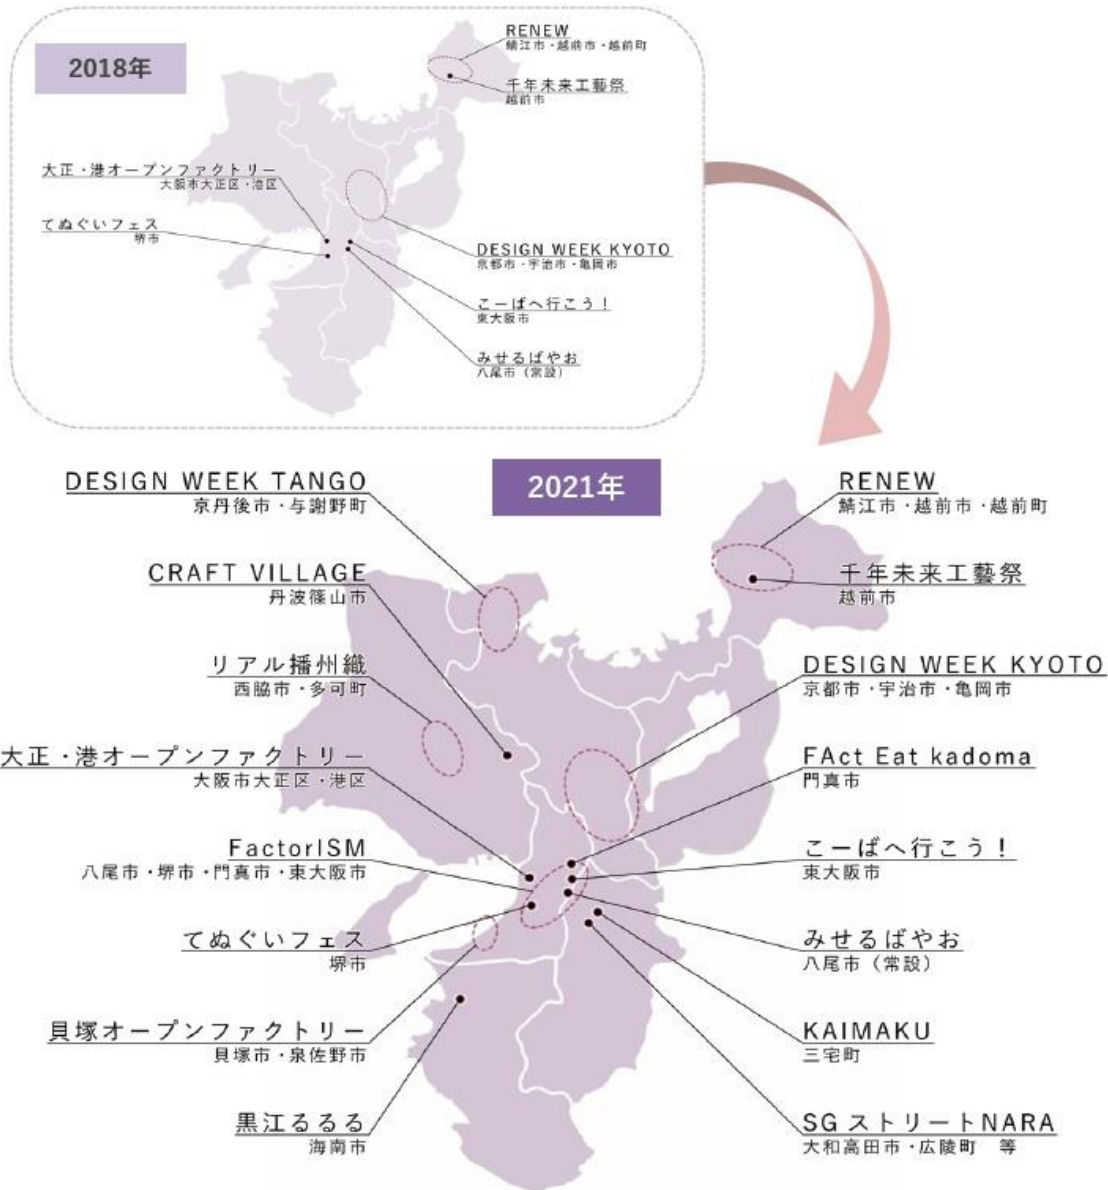 2018年
RENEW
鯖江市・越前市・越前町
千年未来工藝祭
越前市
大正・港オープンファクトリー
大阪市大正区・港区
てぬぐいフェス
堺市
DESIGN WEEK KYOTO
京都市・宇治市・亀岡市
こーばへ行こう！
東大阪市
みせるばやお
八尾市（常設）
2021年
DESIGN WEEK TANGO
京丹後市・与謝野町
CRAFT VILLAGE
丹波篠山市
リアル播州織
西脇市・多可町
大正・港オープンファクトリー
大阪市大正区・港区
FactorISM
八尾市・堺市・門真市・東大阪市
てぬぐいフェス
堺市
貝塚オープンファクトリー
貝塚市・泉佐野市
黒江るるる
海南市
RENEW
鯖江市・越前市・越前町
千年未来工藝祭
越前市
DESIGN WEEK KYOTO
京都市・宇治市・亀岡市
FAct Eat kadoma
門真市
こーばへ行こう！
東大阪市
みせるばやお
八尾市（常設）
KAIMAKU
三宅町
SG ストリートNARA
大和高田市・広陵町　等